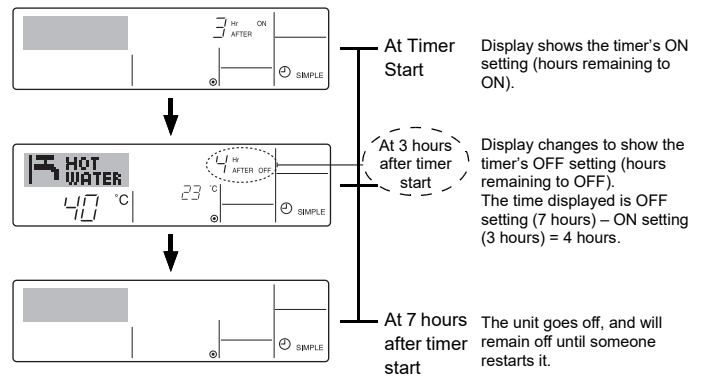 3 Hr ON
AFTER
SIMPLE
At Timer
Start
Display shows the timer's ON
setting (hours remaining to
ON).
HOT
WATER
40 °C
4 Hr
AFTER OFF
23 °C
SIMPLE
At 3 hours
after timer
start
Display changes to show the
timer's OFF setting (hours
remaining to OFF).
The time displayed is OFF
setting (7 hours) – ON setting
(3 hours) = 4 hours.
SIMPLE
At 7 hours
after timer
start
The unit goes off, and will
remain off until someone
restarts it.